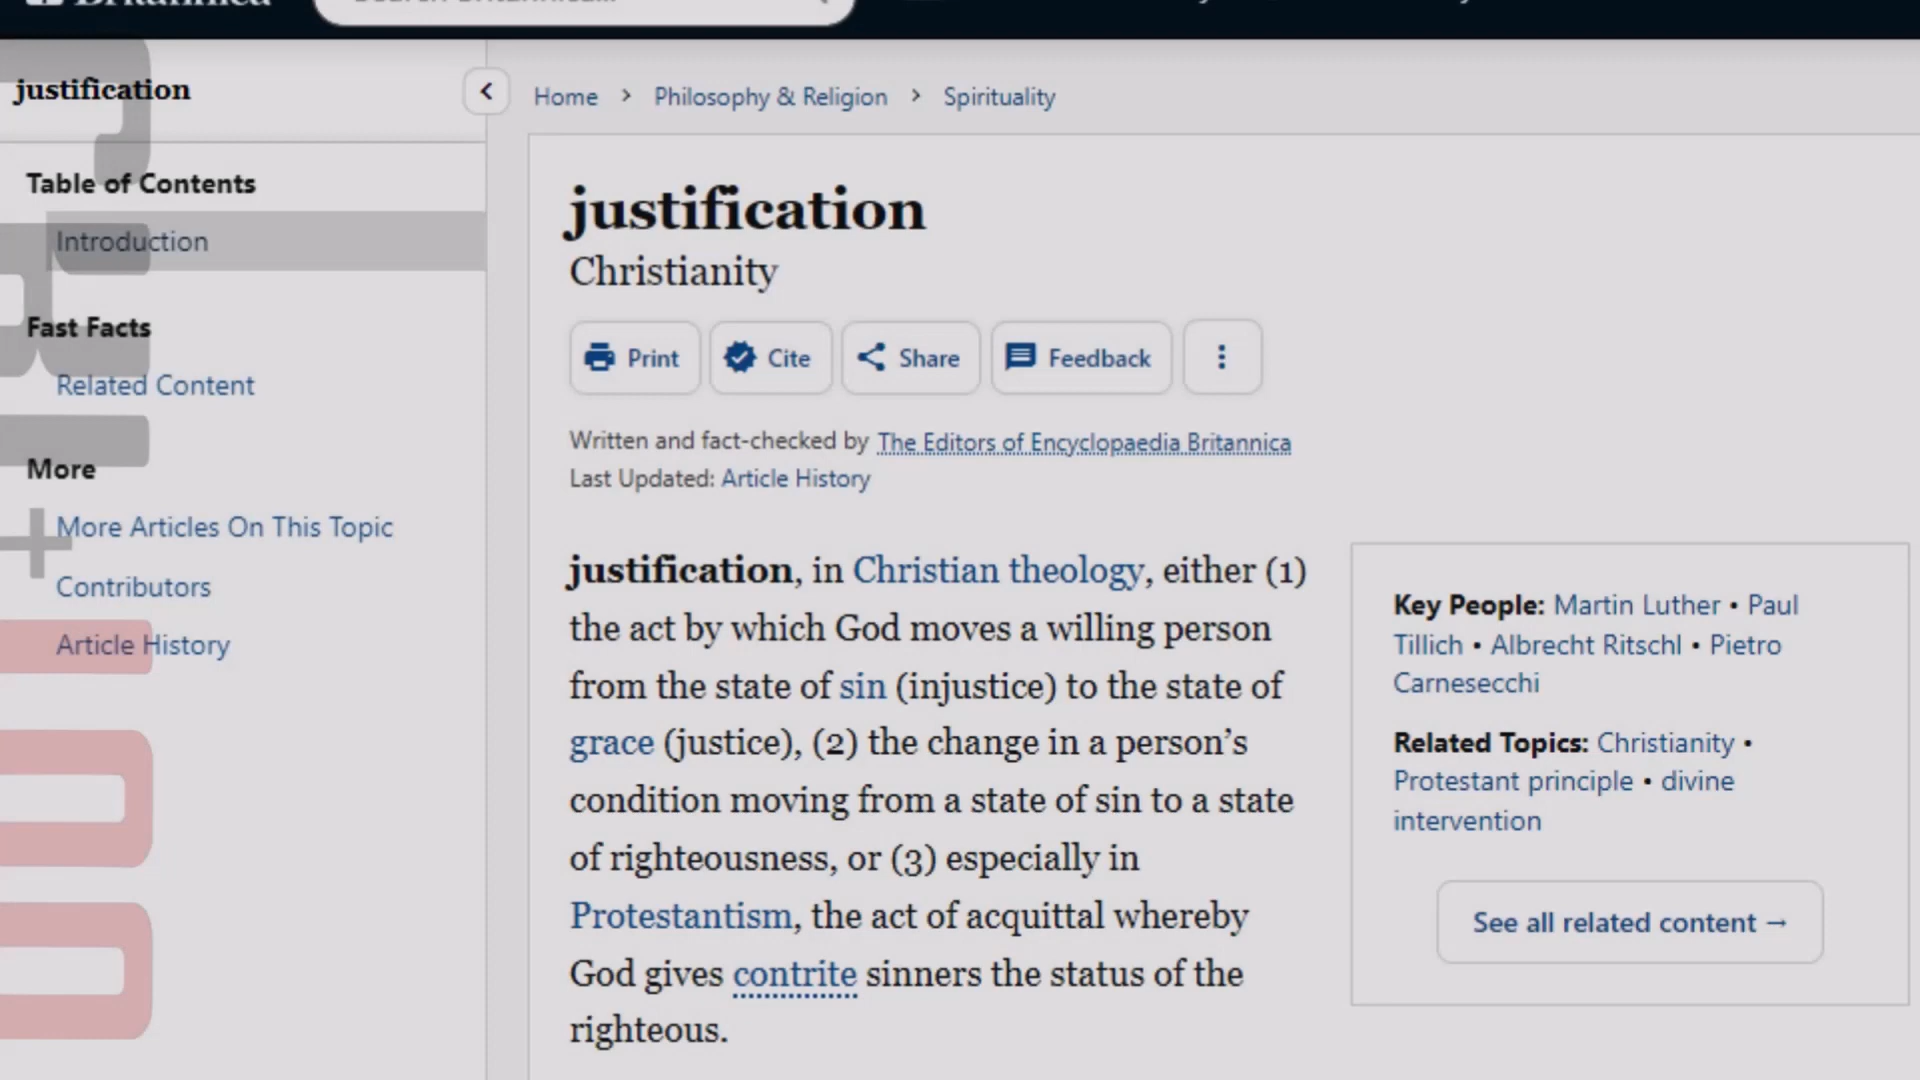 Britannica
Search Britannica...
justification
Table of Contents
Introduction
Fast Facts
Related Content
More
More Articles On This Topic
Contributors
Article History
Home > Philosophy & Religion > Spirituality
justification
Christianity
Print
Cite
Share
Feedback
Written and fact-checked by The Editors of Encyclopaedia Britannica
Last Updated: Article History
justification, in Christian theology, either (1)
the act by which God moves a willing person
from the state of sin (injustice) to the state of
grace (justice), (2) the change in a person's
condition moving from a state of sin to a state
of righteousness, or (3) especially in
Protestantism, the act of acquittal whereby
God gives contrite sinners the status of the
righteous.
Key People: Martin Luther • Paul
Tillich • Albrecht Ritschl • Pietro
Carnesecchi
Related Topics: Christianity •
Protestant principle • divine
intervention
See all related content →